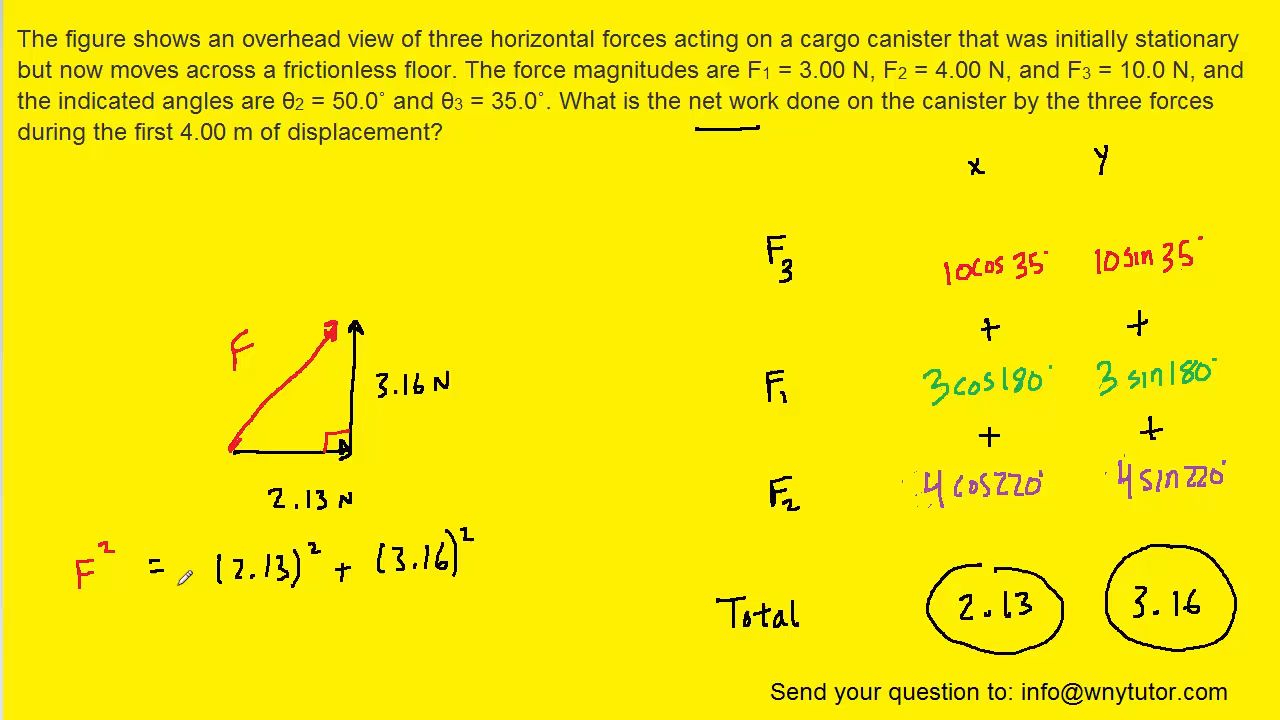 The figure shows an overhead view of three horizontal forces acting on a cargo canister that was initially stationary
but now moves across a frictionless floor. The force magnitudes are F₁ = 3.00 N, F₂ = 4.00 N, and F₃ = 10.0 N, and
the indicated angles are θ₂ = 50.0˚ and θ₃ = 35.0˚. What is the net work done on the canister by the three forces
during the first 4.00 m of displacement?
x y
F₃ 10cos35° 10sin35°
+ +
F₁ 3cos180° 3sin180°
+ +
F₂ 4cos220° 4sin220°
Total 2.13 3.16
F
3.16 N
2.13 N
F² = (2.13)² + (3.16)²
Send your question to: info@wnytutor.com